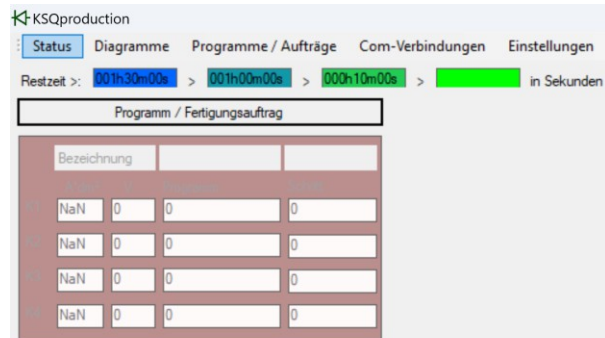 KSQproduction
Status Diagramme Programme / Aufträge Com-Verbindungen Einstellungen
Restzeit >: 001h30m00s > 001h00m00s > 000h10m00s > in Sekunden
Programm / Fertigungsauftrag
Bezeichnung
NaN 0 0 0
NaN 0 0 0
NaN 0 0 0
NaN 0 0 0